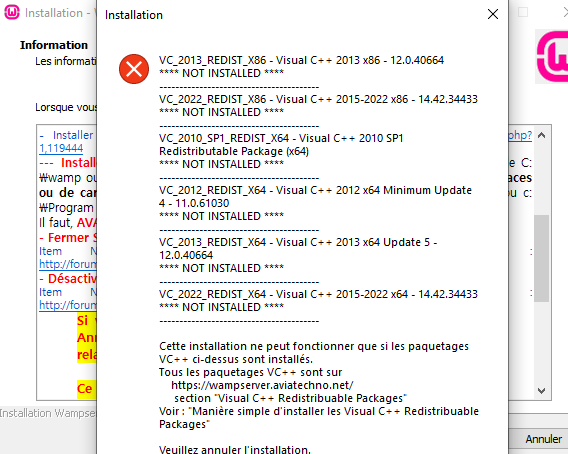 Installation - W
Installation
Information
Les informati
Lorsque vous
- Installer
php?
1,119444
--- Install
e C:
₩wamp ou
aces
ou de car
ou c:
₩Program
Il faut, AVA
- Fermer S
Item N
:
http://forum
- Désactiv
Item N
:
http://forum
Si v
Ann
rela
Ce
Installation Wampse
Annuler
VC_2013_REDIST_X86 - Visual C++ 2013 x86 - 12.0.40664
**** NOT INSTALLED ****
----------------------------------------
VC_2022_REDIST_X86 - Visual C++ 2015-2022 x86 - 14.42.34433
**** NOT INSTALLED ****
----------------------------------------
VC_2010_SP1_REDIST_X64 - Visual C++ 2010 SP1
Redistributable Package (x64)
**** NOT INSTALLED ****
----------------------------------------
VC_2012_REDIST_X64 - Visual C++ 2012 x64 Minimum Update
4 - 11.0.61030
**** NOT INSTALLED ****
----------------------------------------
VC_2013_REDIST_X64 - Visual C++ 2013 x64 Update 5 -
12.0.40664
**** NOT INSTALLED ****
----------------------------------------
VC_2022_REDIST_X64 - Visual C++ 2015-2022 x64 - 14.42.34433
**** NOT INSTALLED ****
----------------------------------------
Cette installation ne peut fonctionner que si les paquetages
VC++ ci-dessus sont installés.
Tous les paquetages VC++ sont sur
https://wampserver.aviatechno.net/
section "Visual C++ Redistribuable Packages"
Voir : "Manière simple d'installer les Visual C++ Redistribuable
Packages"
Veuillez annuler l'installation.